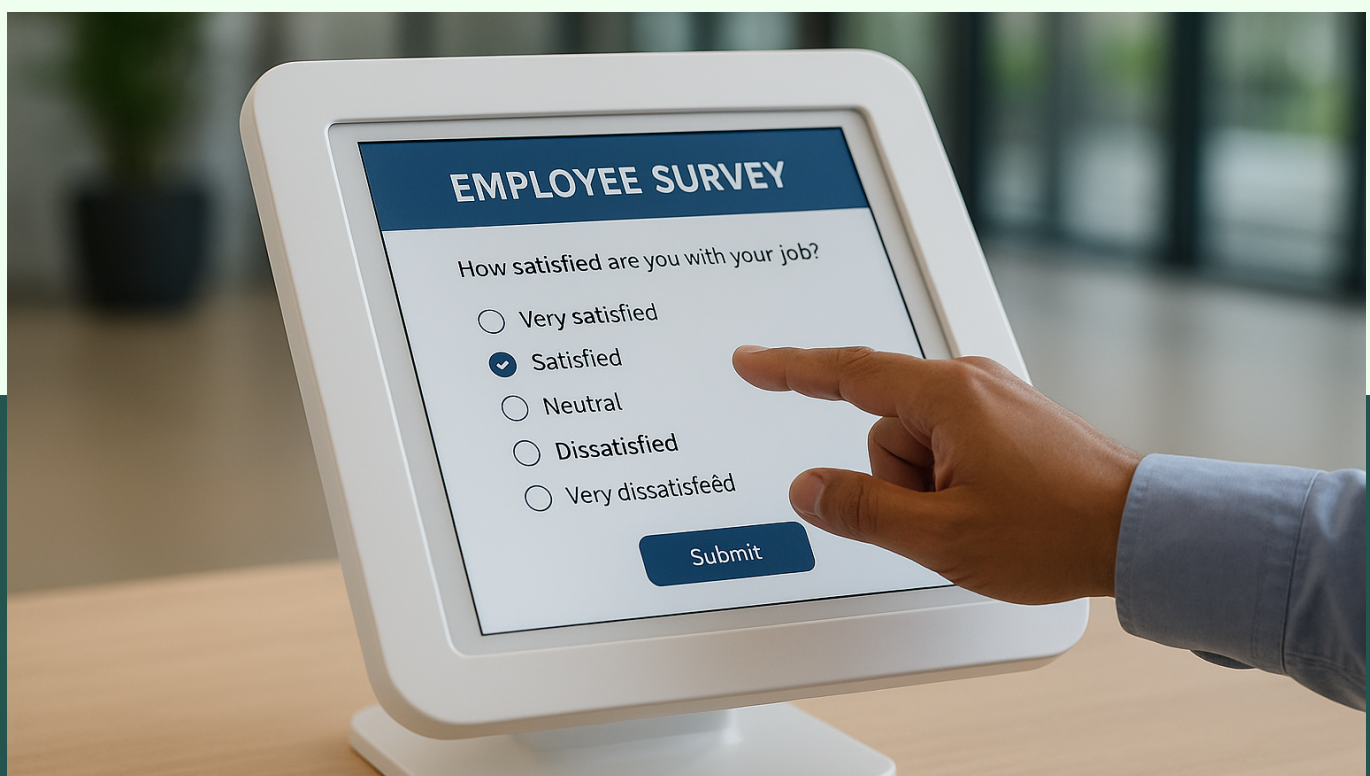 EMPLOYEE SURVEY
How satisfied are you with your job?
Very satisfied
Satisfied
Neutral
Dissatisfied
Very dissatisfeêd
Submit